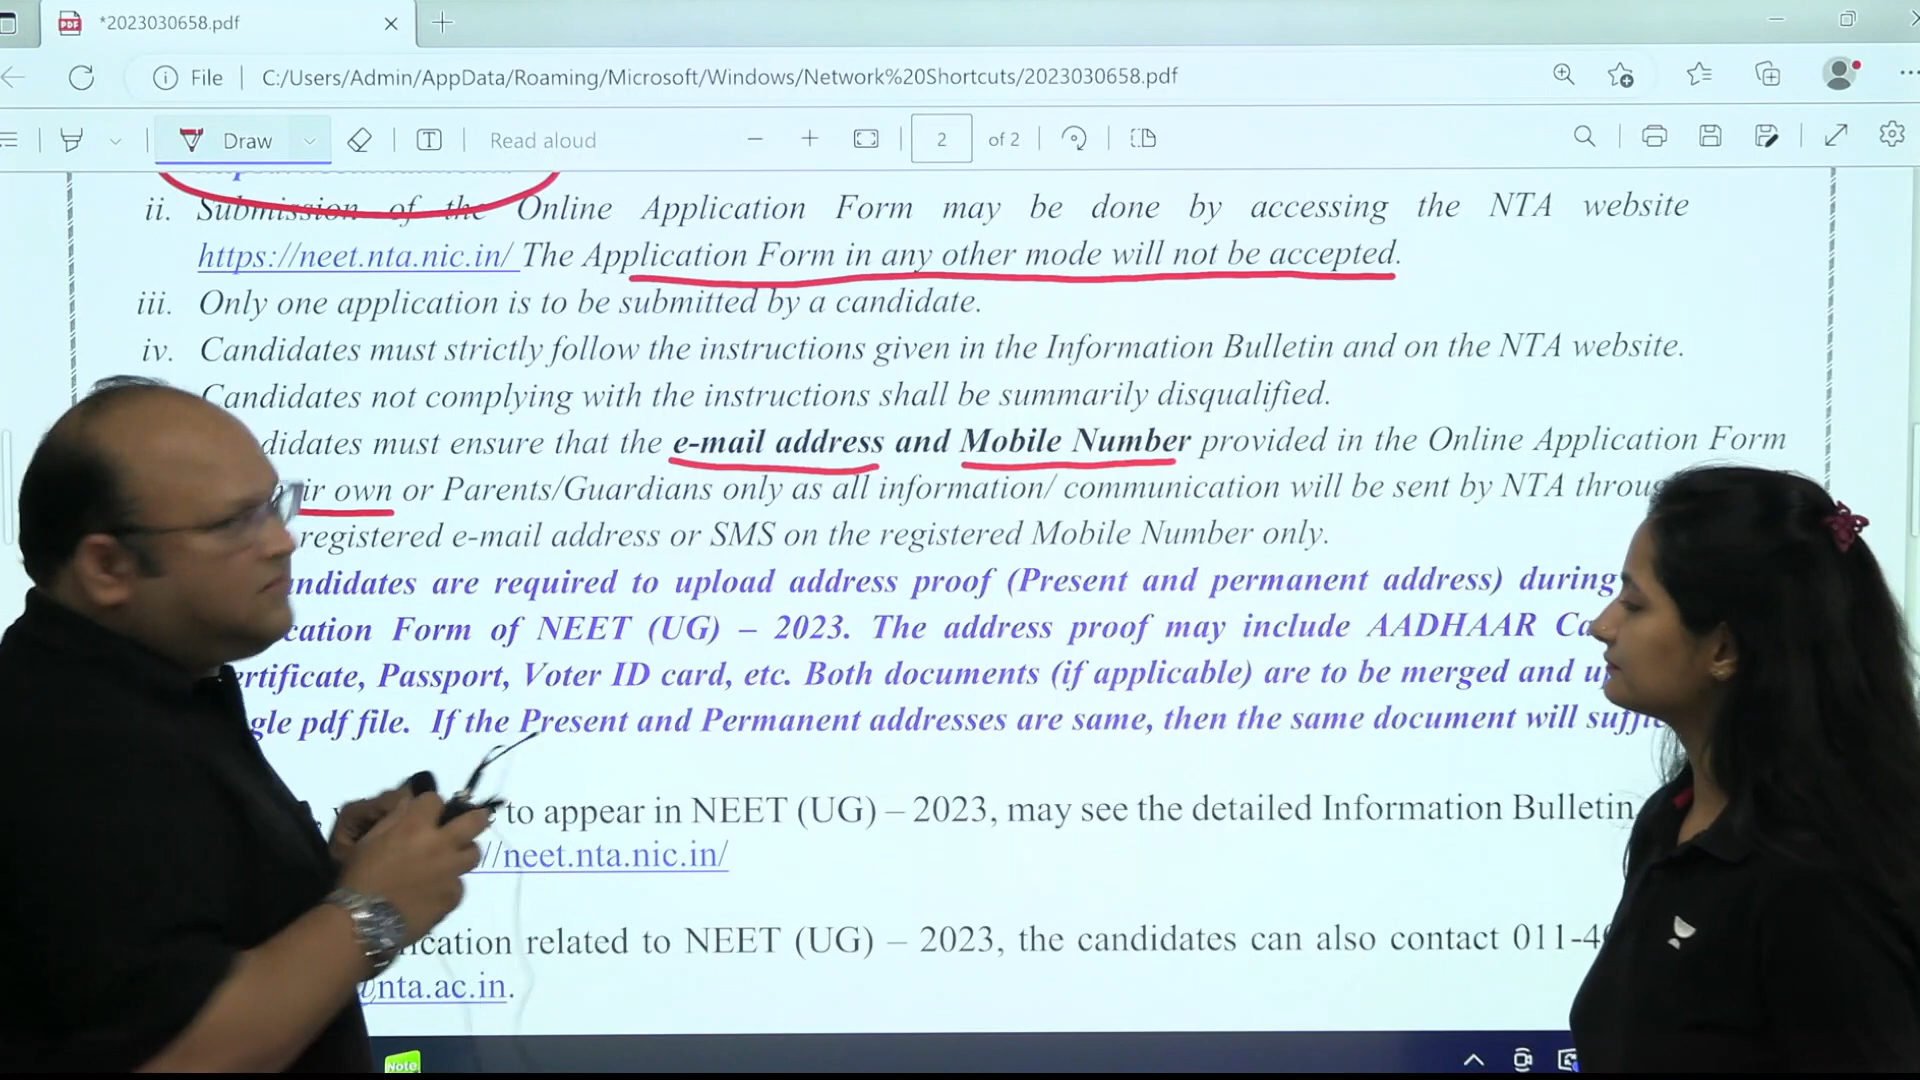 *2023030658.pdf
File C:/Users/Admin/AppData/Roaming/Microsoft/Windows/Network%20Shortcuts/2023030658.pdf
Draw Read aloud 2 of 2
ii. Submission of the Online Application Form may be done by accessing the NTA website
https://neet.nta.nic.in/ The Application Form in any other mode will not be accepted.
iii. Only one application is to be submitted by a candidate.
iv. Candidates must strictly follow the instructions given in the Information Bulletin and on the NTA website.
Candidates not complying with the instructions shall be summarily disqualified.
didates must ensure that the e-mail address and Mobile Number provided in the Online Application Form
ir own or Parents/Guardians only as all information/ communication will be sent by NTA throu
registered e-mail address or SMS on the registered Mobile Number only.
ndidates are required to upload address proof (Present and permanent address) during
cation Form of NEET (UG) – 2023. The address proof may include AADHAAR Ca
ertificate, Passport, Voter ID card, etc. Both documents (if applicable) are to be merged and u
gle pdf file. If the Present and Permanent addresses are same, then the same document will suffi
to appear in NEET (UG) – 2023, may see the detailed Information Bulletin
//neet.nta.nic.in/
ication related to NEET (UG) – 2023, the candidates can also contact 011-4
@nta.ac.in.
Note